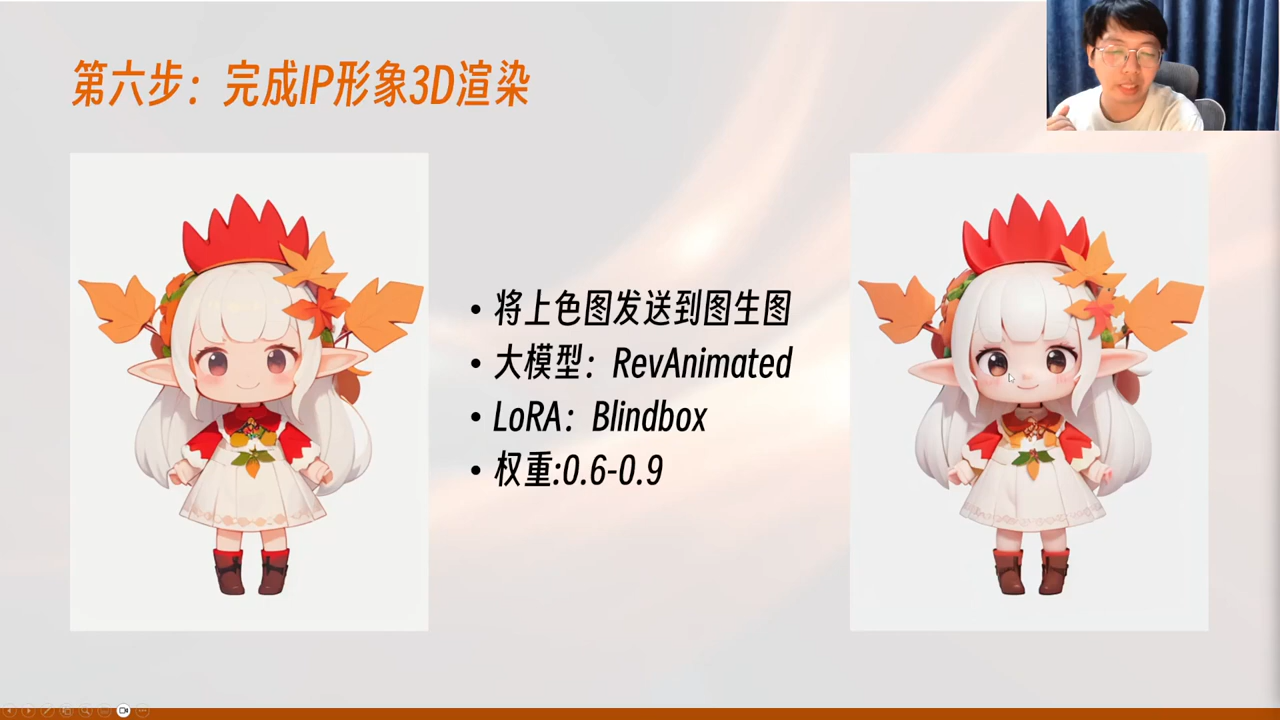 第六步：完成IP形象3D渲染
• 将上色图发送到图生图
• 大模型：RevAnimated
• LoRA：Blindbox
• 权重:0.6-0.9